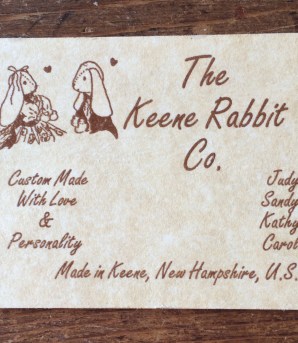 The
Keene Rabbit
Co.
Custom Made
With Love
&
Personality
Judy
Sandy
Kathy
Carol
Made in Keene, New Hampshire, U.S.